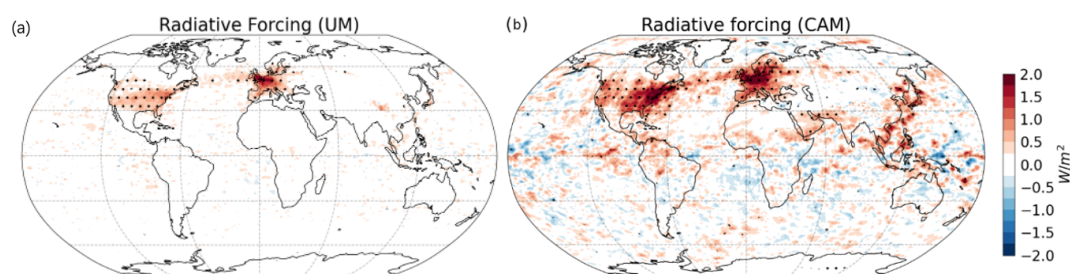 (a)
Radiative Forcing (UM)
(b)
Radiative forcing (CAM)
2.0
1.5
1.0
0.5
0.0
−0.5
−1.0
−1.5
−2.0
W/m²